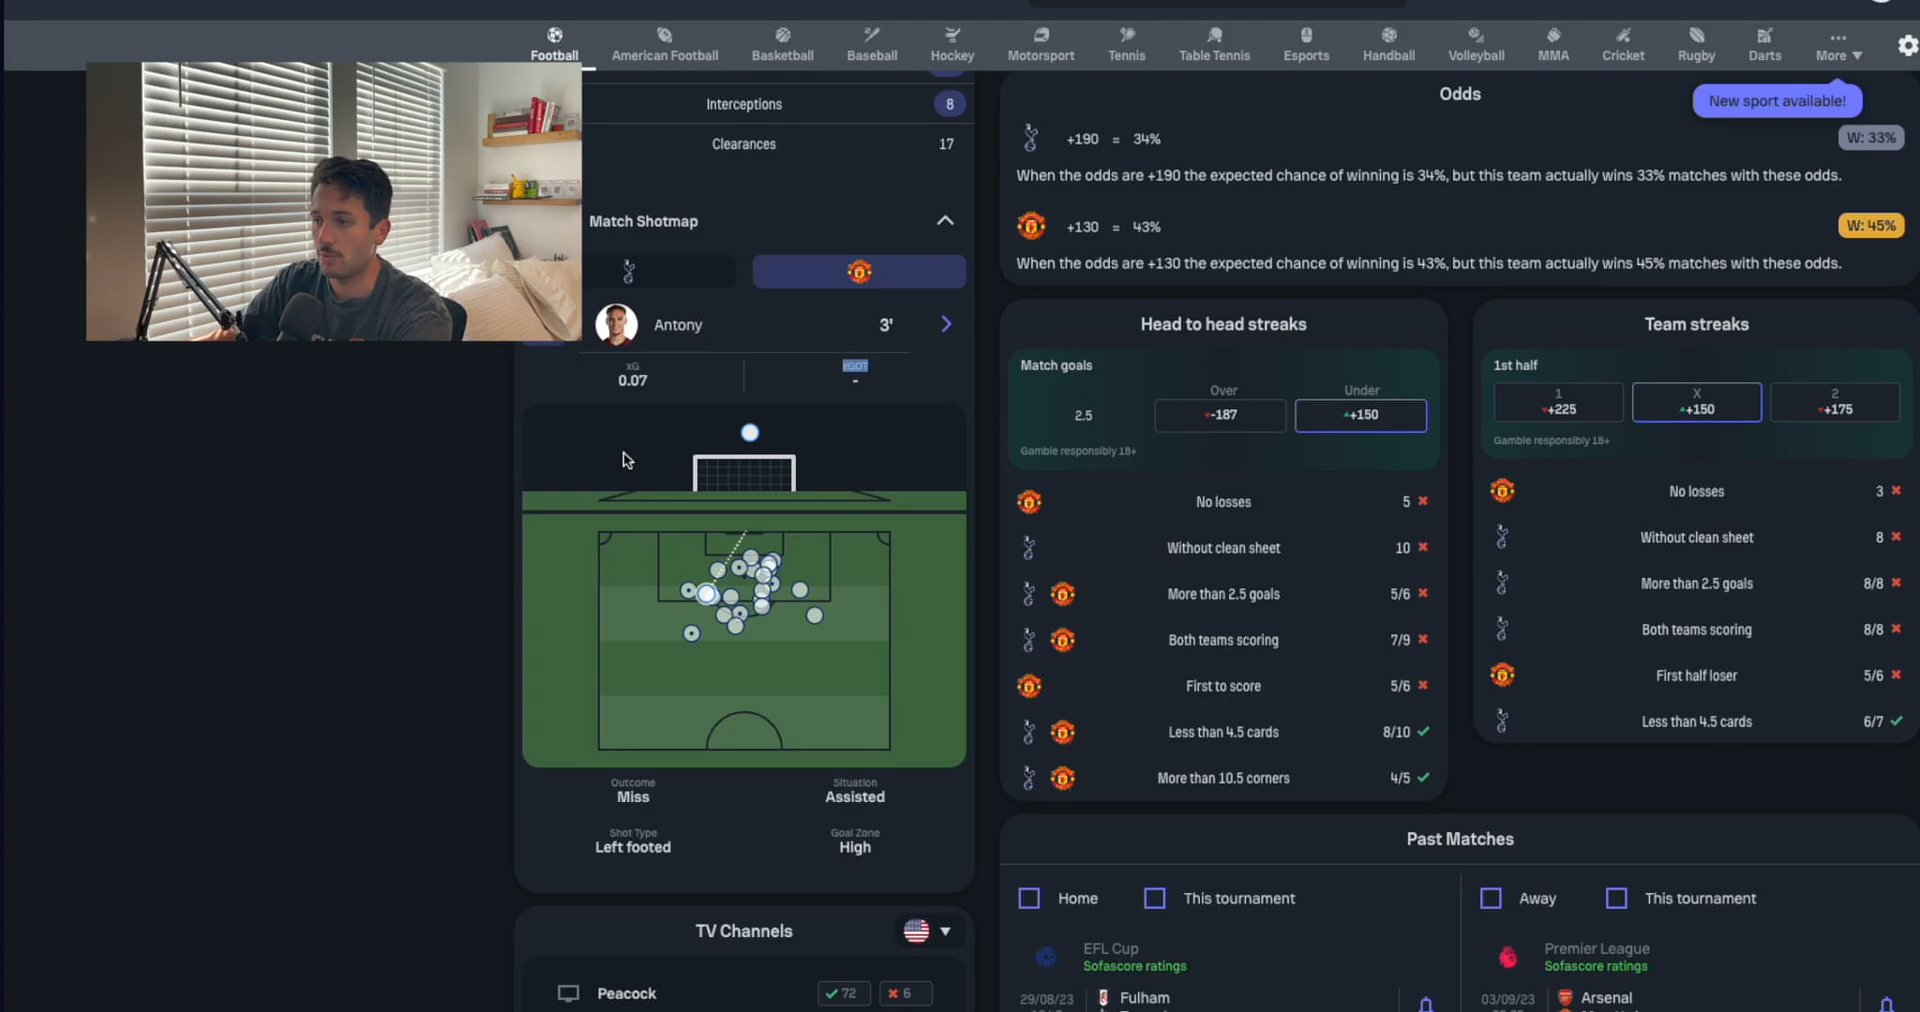 Football
American Football
Basketball
Baseball
Hockey
Motorsport
Tennis
Table Tennis
Esports
Handball
Volleyball
MMA
Cricket
Rugby
Darts
More
New sport available!
Interceptions 8
Clearances 17
Match Shotmap
Antony 3'
xG xGOT
0.07 -
Outcome Situation
Miss Assisted
Shot Type Goal Zone
Left footed High
TV Channels
Peacock 72 6
Odds
+190 = 34% W: 33%
When the odds are +190 the expected chance of winning is 34%, but this team actually wins 33% matches with these odds.
+130 = 43% W: 45%
When the odds are +130 the expected chance of winning is 43%, but this team actually wins 45% matches with these odds.
Head to head streaks
Match goals
Over Under
2.5 -187 +150
Gamble responsibly 18+
No losses 5
Without clean sheet 10
More than 2.5 goals 5/6
Both teams scoring 7/9
First to score 5/6
Less than 4.5 cards 8/10
More than 10.5 corners 4/5
Team streaks
1st half
1 X 2
+225 +150 +175
Gamble responsibly 18+
No losses 3
Without clean sheet 8
More than 2.5 goals 8/8
Both teams scoring 8/8
First half loser 5/6
Less than 4.5 cards 6/7
Past Matches
Home This tournament
EFL Cup
Sofascore ratings
29/08/23 Fulham
Away This tournament
Premier League
Sofascore ratings
03/09/23 Arsenal